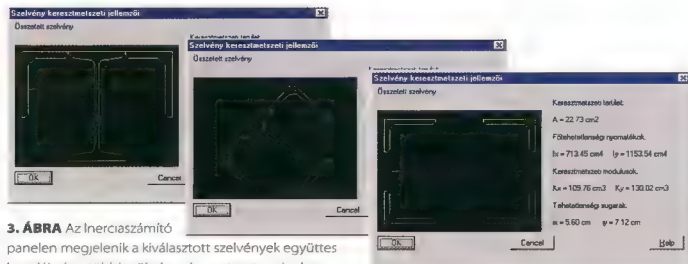 Szelvény keresztmetszeti jellemzői
Összetett szelvény
OK
Cancel
Szelvény keresztmetszeti jellemzői
Összetett szelvény
OK
Cancel
Szelvény keresztmetszeti jellemzői
Összetett szelvény
Keresztmetszeti terület.
A = 22.73 cm2
Főtehetetlenségi nyomatékok.
Ix = 713.45 cm4 Iy = 1153.54 cm4
Keresztmetszeti modulusok.
Kx = 109.76 cm3 Ky = 130.02 cm3
Tehetetlenségi sugarak.
ix = 5.60 cm iy = 7.12 cm
OK
Cancel
Help
3. ÁBRA Az Inerciaszámító
panelen megjelenik a kiválasztott szelvények együttes